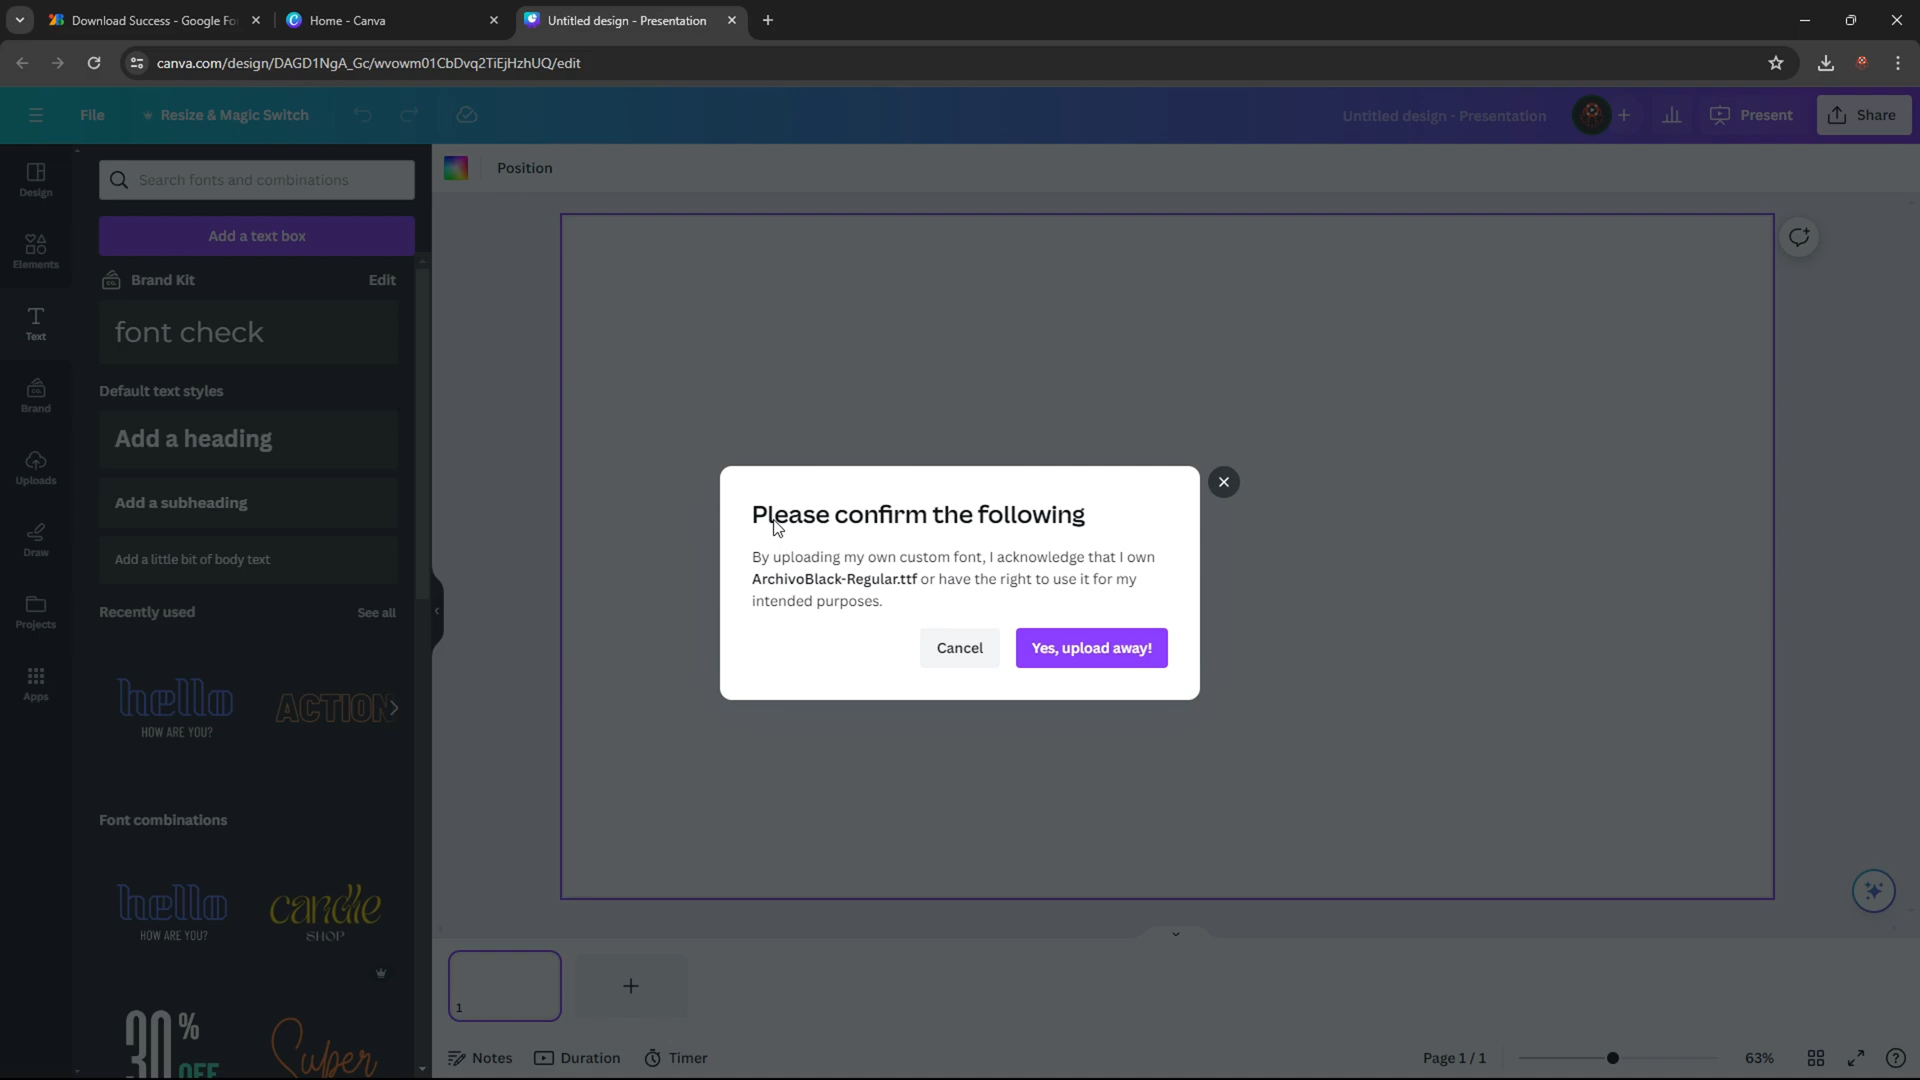 Download Success - Google Fo
Home - Canva
Untitled design - Presentation
canva.com/design/DAGD1NgA_Gc/wvowm01CbDvq2TiEjHzhUQ/edit
File
Resize & Magic Switch
Untitled design - Presentation
Present
Share
Design
Elements
Text
Brand
Uploads
Draw
Projects
Apps
Search fonts and combinations
Add a text box
Brand Kit
Edit
font check
Default text styles
Add a heading
Add a subheading
Add a little bit of body text
Recently used
See all
hello
HOW ARE YOU?
ACTION
Font combinations
hello
HOW ARE YOU?
candle
SHOP
30%
OFF
Super
Position
Please confirm the following
By uploading my own custom font, I acknowledge that I own
ArchivoBlack-Regular.ttf or have the right to use it for my
intended purposes.
Cancel
Yes, upload away!
1
Notes
Duration
Timer
Page 1 / 1
63%